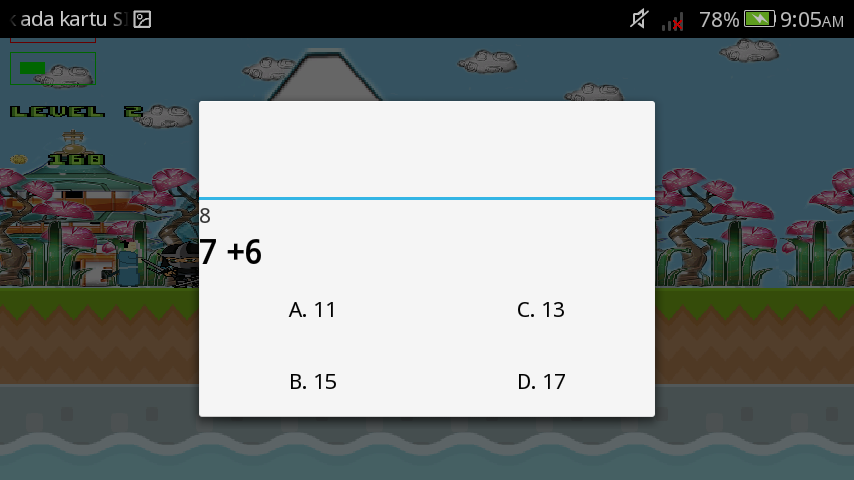 ada kartu S
78%
9:05AM
LEVEL 2
160
8
7 +6
A. 11
C. 13
B. 15
D. 17